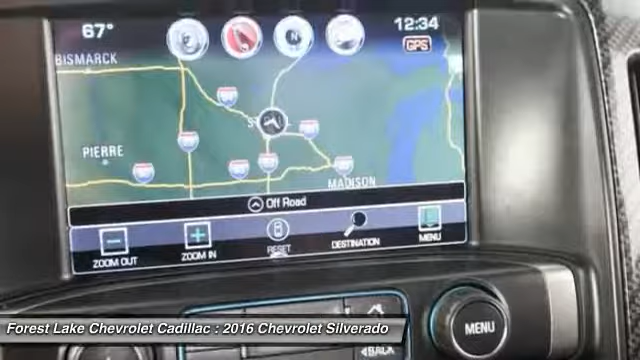 67°
12:34
GPS
N
BISMARCK
PIERRE
MADISON
Off Road
ZOOM OUT
ZOOM IN
RESET
DESTINATION
MENU
MENU
BACK
Forest Lake Chevrolet Cadillac : 2016 Chevrolet Silverado